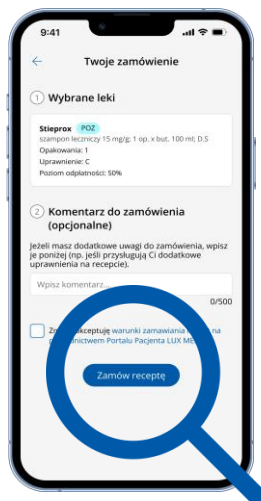 9:41
Twoje zamówienie
1 Wybrane leki
Stieprox POZ
szampon leczniczy 15 mg/g; 1 op. x but. 100 ml; D.S
Opakowania: 1
Uprawnienie: C
Poziom odpłatności: 50%
2 Komentarz do zamówienia
(opcjonalne)
Jeżeli masz dodatkowe uwagi do zamówienia, wpisz
je poniżej (np. jeśli przysługują Ci dodatkowe
uprawnienia na recepcie).
Wpisz komentarz...
0/500
akceptuję warunki zamawiania na
Portalu Pacjenta LUX
Zamów receptę